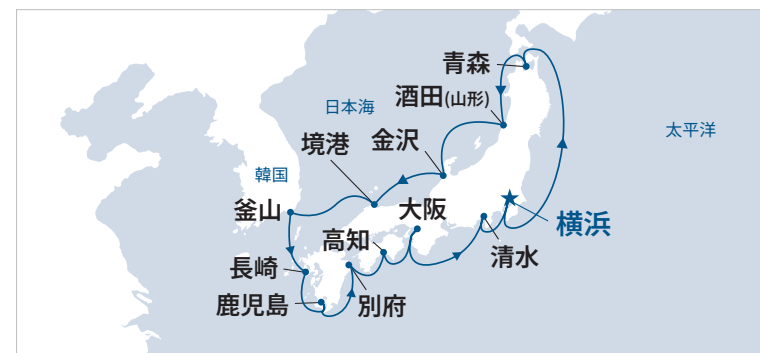 青森
酒田(山形)
日本海
太平洋
境港
金沢
韓国
釜山
大阪
横浜
高知
清水
長崎
鹿児島
別府